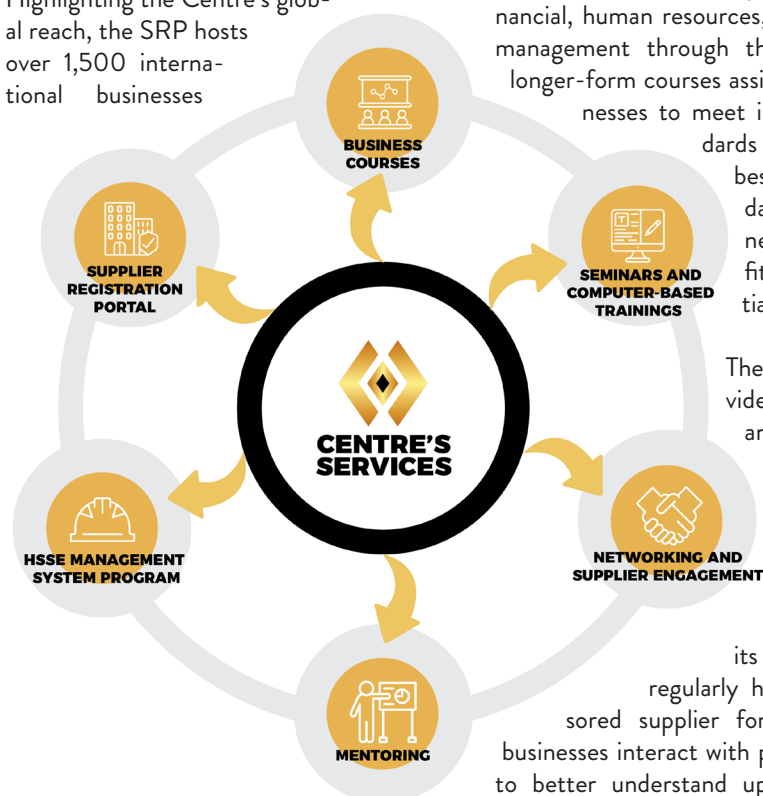 Highlighting the Centre's glob-
al reach, the SRP hosts
over 1,500 interna-
tional businesses
nancial, human resources,
management through th
longer-form courses assi
nesses to meet i
dards
bes
da
ne
fit
tia
The
vide
ar
its
regularly h
sored supplier for
businesses interact with p
to better understand up
BUSINESS
COURSES
SEMINARS AND
COMPUTER-BASED
TRAININGS
NETWORKING AND
SUPPLIER ENGAGEMENT
MENTORING
HSSE MANAGEMENT
SYSTEM PROGRAM
SUPPLIER
REGISTRATION
PORTAL
CENTRE'S
SERVICES